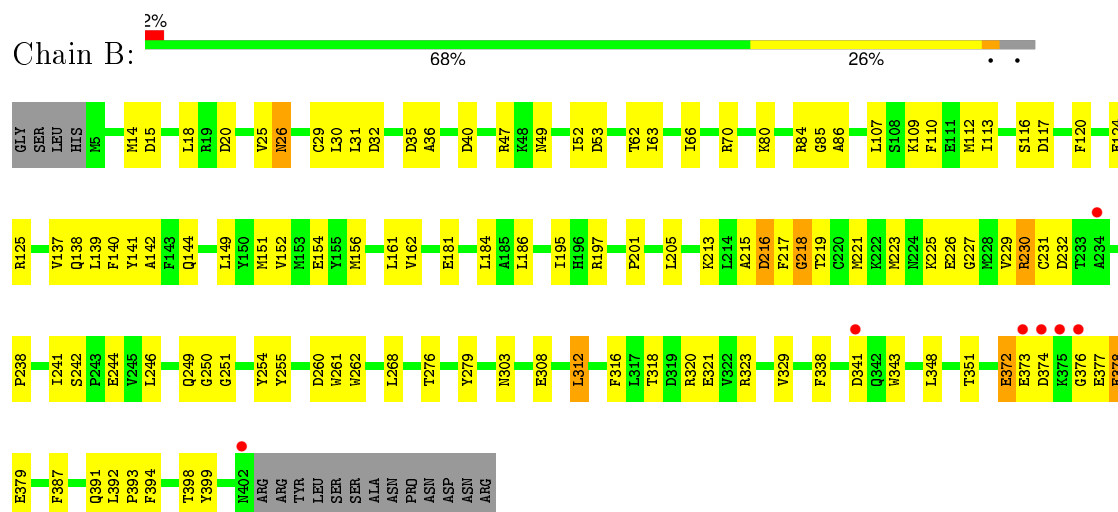 2%
Chain B:
68% 26% • •
GLY SER LEU HIS M5 M14 D15 L18 R19 D20 V25 N26 C29 L30 L31 D32 D35 A36 D40 R47 K48 N49 I52 D53 T62 I63 I66 R70 K80 R84 G85 A86 L107 S108 K109 F110 E111 M112 I113 S116 D117 F120
R125 V137 Q138 L139 F140 Y141 A142 F143 Q144 L149 Y150 M151 V152 M153 E154 Y155 M156 L161 V162 E181 L184 A185 L186 I195 H196 R197 P201 L205 K213 L214 A215 D216 F217 G218 T219 C220 M221 K222 M223 N224 K225 E226 G227 M228 V229 R230 C231 D232 T233 A234
P238 I241 S242 P243 E244 V245 L246 Q249 G250 G251 Y254 Y255 D260 W261 W262 L268 T276 Y279 N303 E308 L312 F316 L317 T318 D319 R320 E321 V322 R323 V329 F338 D341 Q342 W343 L348 T351 E372 E373 D374 K375 G376 E377
E379 F387 Q391 L392 P393 F394 T398 Y399 N402 ARG ARG TYR LEU SER SER ALA ASN PRO ASN ASP ASN ARG